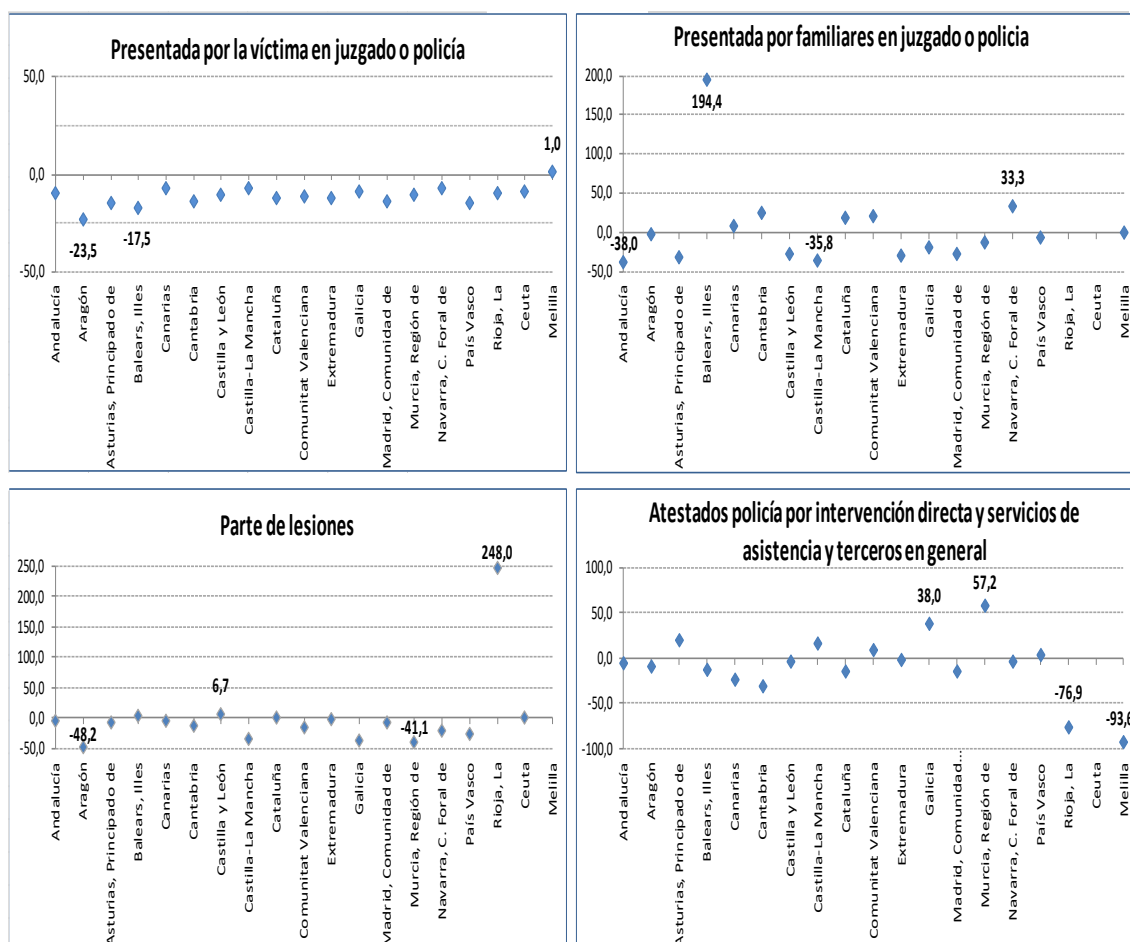 Presentada por la víctima en juzgado o policía
50,0
0,0
-50,0
-23,5
-17,5
1,0
Andalucía
Aragón
Asturias, Principado de
Balears, Illes
Canarias
Cantabria
Castilla y León
Castilla-La Mancha
Cataluña
Comunitat Valenciana
Extremadura
Galicia
Madrid, Comunidad de
Murcia, Región de
Navarra, C. Foral de
País Vasco
Rioja, La
Ceuta
Melilla
Presentada por familiares en juzgado o policia
200,0
150,0
100,0
50,0
0,0
-50,0
-38,0
194,4
-35,8
33,3
Andalucía
Aragón
Asturias, Principado de
Balears, Illes
Canarias
Cantabria
Castilla y León
Castilla-La Mancha
Cataluña
Comunitat Valenciana
Extremadura
Galicia
Madrid, Comunidad de
Murcia, Región de
Navarra, C. Foral de
País Vasco
Rioja, La
Ceuta
Melilla
Parte de lesiones
250,0
200,0
150,0
100,0
50,0
0,0
-50,0
-48,2
6,7
-41,1
248,0
Andalucía
Aragón
Asturias, Principado de
Balears, Illes
Canarias
Cantabria
Castilla y León
Castilla-La Mancha
Cataluña
Comunitat Valenciana
Extremadura
Galicia
Madrid, Comunidad de
Murcia, Región de
Navarra, C. Foral de
País Vasco
Rioja, La
Ceuta
Melilla
Atestados policía por intervención directa y servicios de
asistencia y terceros en general
100,0
50,0
0,0
-50,0
-100,0
38,0
57,2
-76,9
-93,6
Andalucía
Aragón
Asturias, Principado de
Balears, Illes
Canarias
Cantabria
Castilla y León
Castilla-La Mancha
Cataluña
Comunitat Valenciana
Extremadura
Galicia
Madrid, Comunidad...
Murcia, Región de
Navarra, C. Foral de
País Vasco
Rioja, La
Ceuta
Melilla